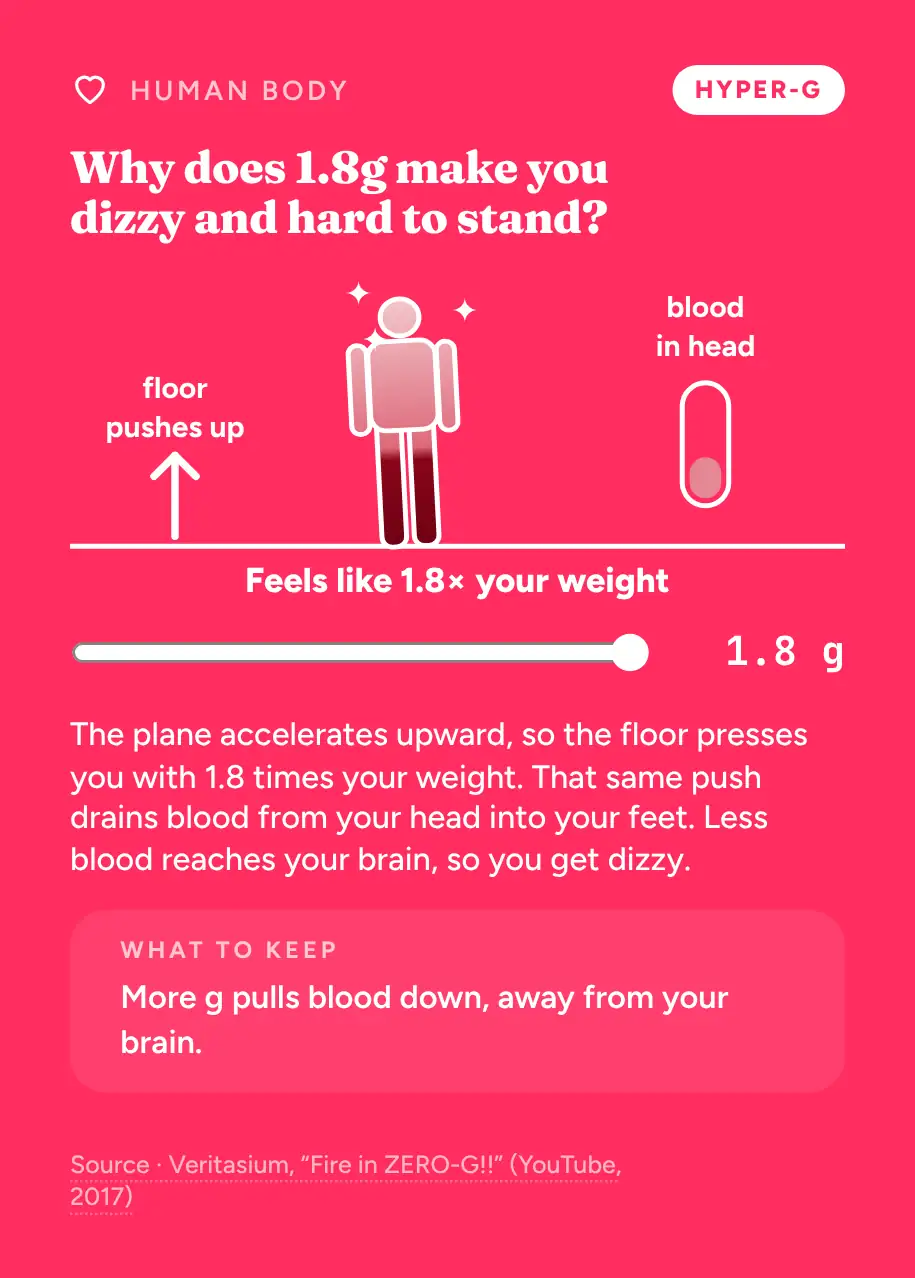 HUMAN BODY
HYPER-G
Why does 1.8g make you
dizzy and hard to stand?
blood
in head
floor
pushes up
Feels like 1.8× your weight
1.8 g
The plane accelerates upward, so the floor presses
you with 1.8 times your weight. That same push
drains blood from your head into your feet. Less
blood reaches your brain, so you get dizzy.
WHAT TO KEEP
More g pulls blood down, away from your
brain.
Source · Veritasium, “Fire in ZERO-G!!” (YouTube,
2017)